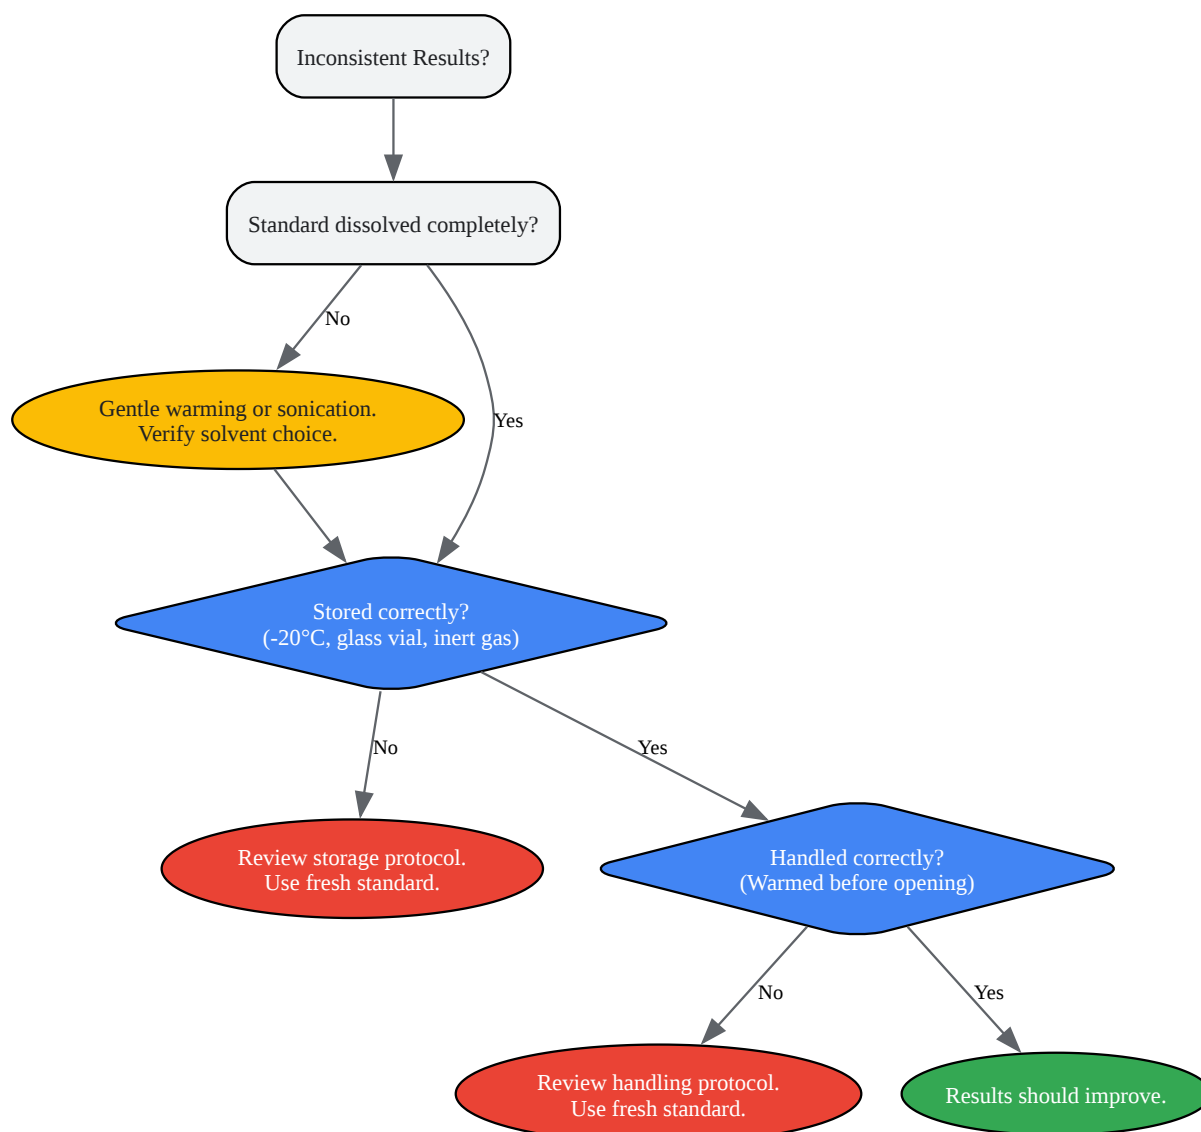 Inconsistent Results?
Standard dissolved completely?
No
Gentle warming or sonication.
Verify solvent choice.
Yes
Stored correctly?
(-20°C, glass vial, inert gas)
No
Yes
Review storage protocol.
Use fresh standard.
Handled correctly?
(Warmed before opening)
No
Yes
Review handling protocol.
Use fresh standard.
Results should improve.